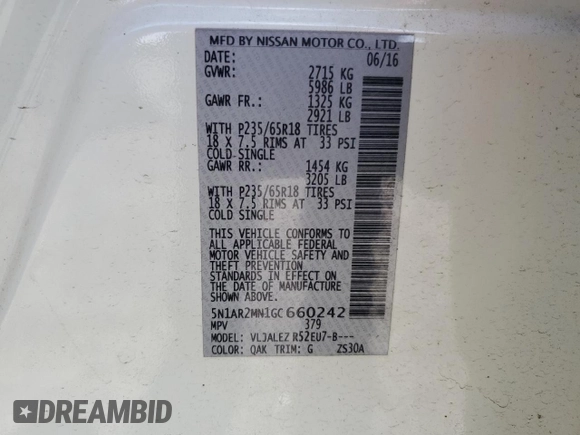 MFD BY NISSAN MOTOR CO., LTD.
DATE: 06/16
GVWR: 2715 KG
5986 LB
GAWR FR.: 1325 KG
2921 LB
WITH P235/65R18 TIRES
18 X 7.5 RIMS AT 33 PSI
COLD SINGLE
GAWR RR.: 1454 KG
3205 LB
WITH P235/65R18 TIRES
18 X 7.5 RIMS AT 33 PSI
COLD SINGLE
THIS VEHICLE CONFORMS TO
ALL APPLICABLE FEDERAL
MOTOR VEHICLE SAFETY AND
THEFT PREVENTION
STANDARDS IN EFFECT ON
THE DATE OF MANUFACTURE
SHOWN ABOVE.
5N1AR2MN1GC 660242
MPV 379
MODEL: VLJALEZ R52EU7-B---
COLOR: QAK TRIM: G ZS30A
DREAMBID